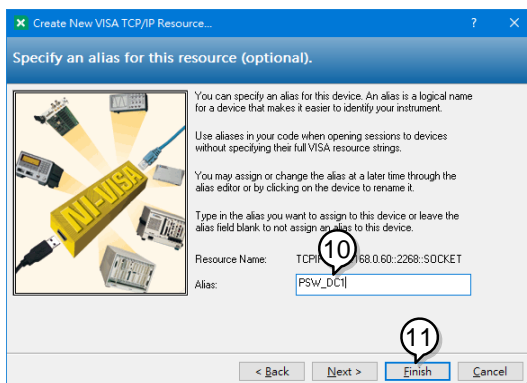 Create New VISA TCP/IP Resource...
Specify an alias for this resource (optional).
You can specify an alias for this device. An alias is a logical name
for a device that makes it easier to identify your instrument.
Use aliases in your code when opening sessions to devices
without specifying their full VISA resource strings.
You may assign or change the alias at a later time through the
alias editor or by clicking on the device to rename it.
Type in the alias you want to assign to this device or leave the
alias field blank to not assign an alias to this device.
NI-VISA
10
Resource Name: TCPIP 168.0.60::2268::SOCKET
Alias: PSW_DC1
11
< Back Next > Finish Cancel